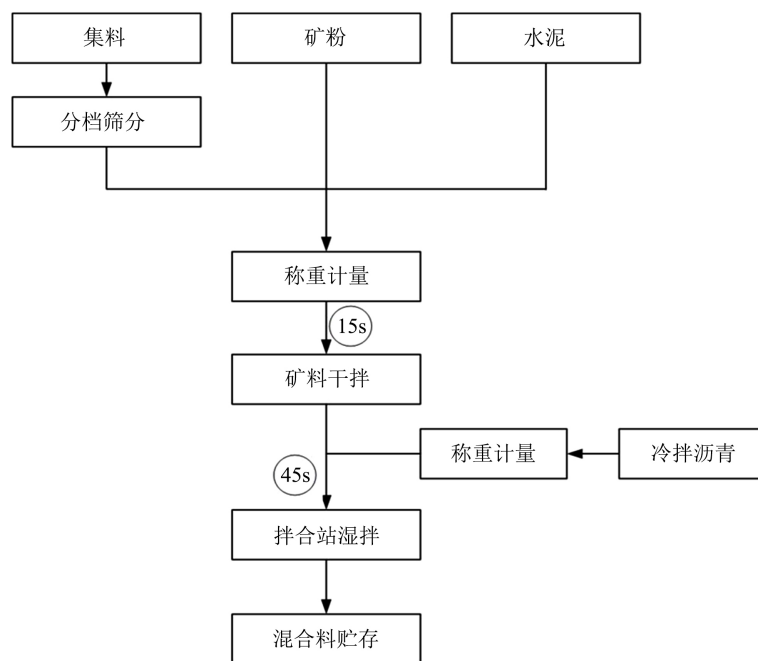 集料
矿粉
水泥
分档筛分
称重计量
15s
矿料干拌
称重计量
冷拌沥青
45s
拌合站湿拌
混合料贮存